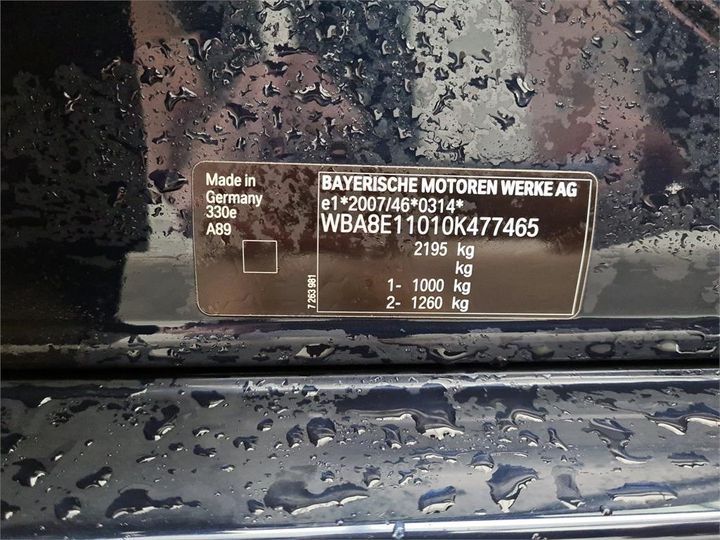 Made in
Germany
330e
A89
7 263 981
BAYERISCHE MOTOREN WERKE AG
e1*2007/46*0314*
WBA8E11010K477465
2195 kg
kg
1- 1000 kg
2- 1260 kg